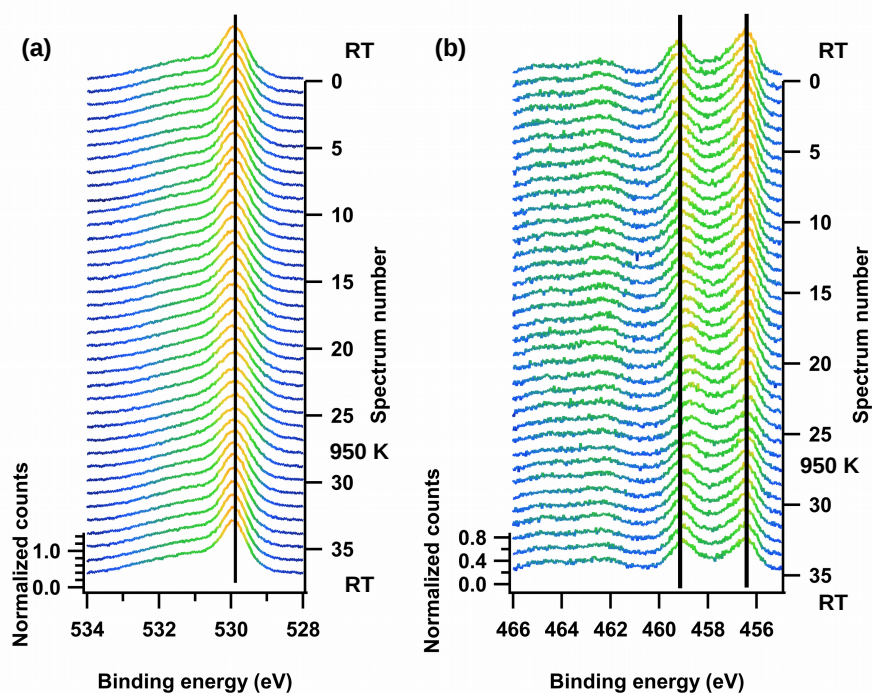 (a)
RT
0
5
10
15
20
25
950 K
30
35
RT
Spectrum number
Normalized counts
1.0
0.0
534
532
530
528
Binding energy (eV)
(b)
RT
0
5
10
15
20
25
950 K
30
35
RT
Spectrum number
Normalized counts
0.8
0.4
0.0
466
464
462
460
458
456
Binding energy (eV)